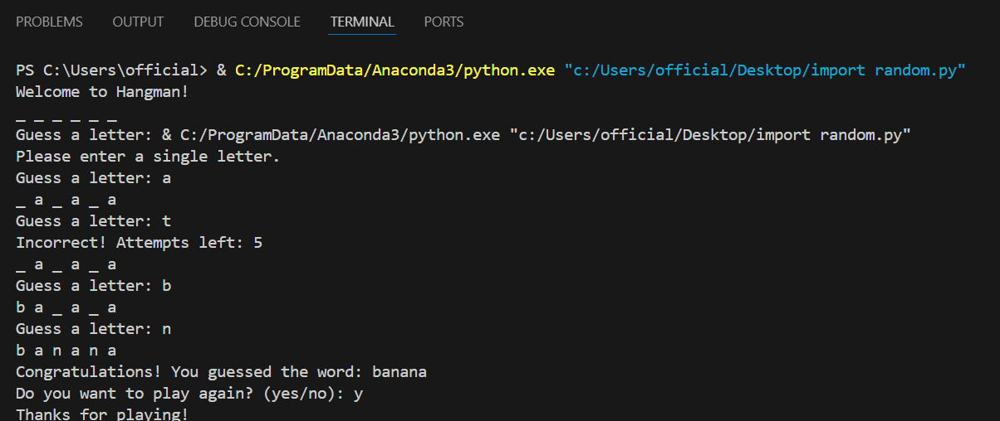 PROBLEMS OUTPUT DEBUG CONSOLE TERMINAL PORTS
PS C:\Users\official> & C:/ProgramData/Anaconda3/python.exe "c:/Users/official/Desktop/import random.py"
Welcome to Hangman!
_ _ _ _ _ _
Guess a letter: & C:/ProgramData/Anaconda3/python.exe "c:/Users/official/Desktop/import random.py"
Please enter a single letter.
Guess a letter: a
_ a _ a _ a
Guess a letter: t
Incorrect! Attempts left: 5
_ a _ a _ a
Guess a letter: b
b a _ a _ a
Guess a letter: n
b a n a n a
Congratulations! You guessed the word: banana
Do you want to play again? (yes/no): y
Thanks for playing!